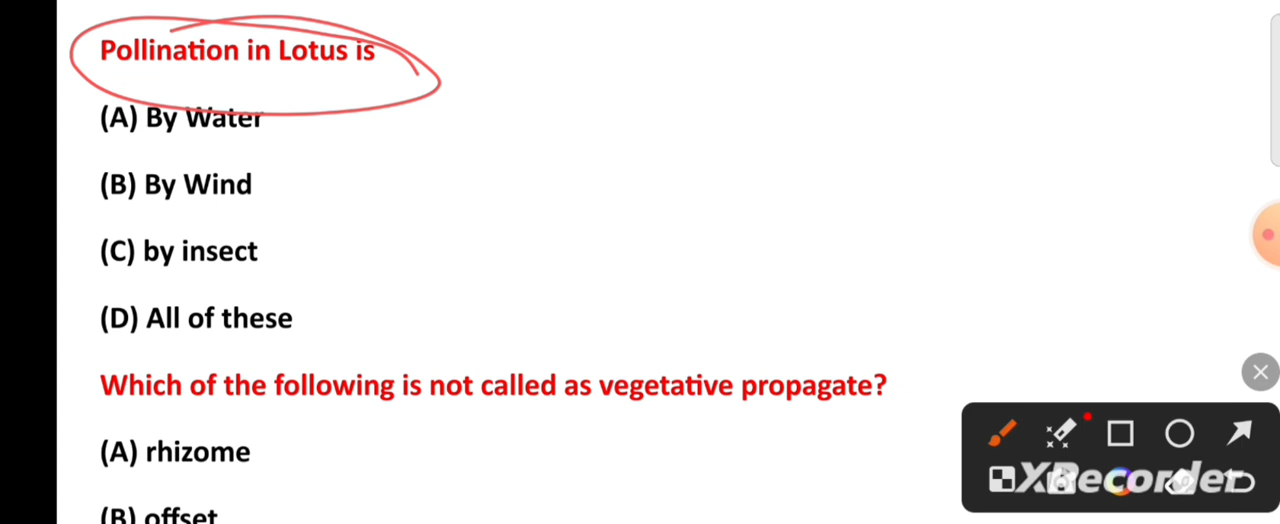 Pollination in Lotus is
(A) By Water
(B) By Wind
(C) by insect
(D) All of these
Which of the following is not called as vegetative propagate?
(A) rhizome
(B) offset
XRecorder